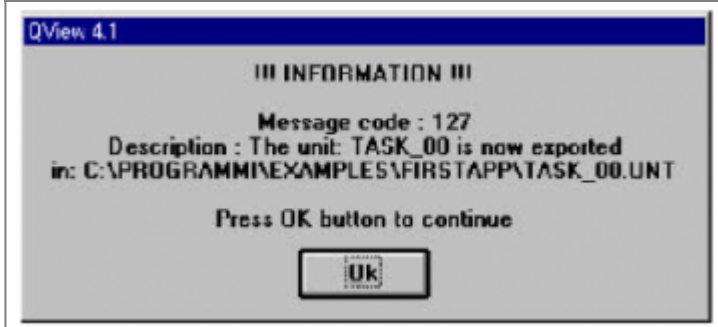 QView 4.1
!!! INFORMATION !!!
Message code : 127
Description : The unit: TASK_00 is now exported
in: C:\PROGRAMMI\EXAMPLES\FIRSTAPP\TASK_00.UNT
Press OK button to continue
Ok